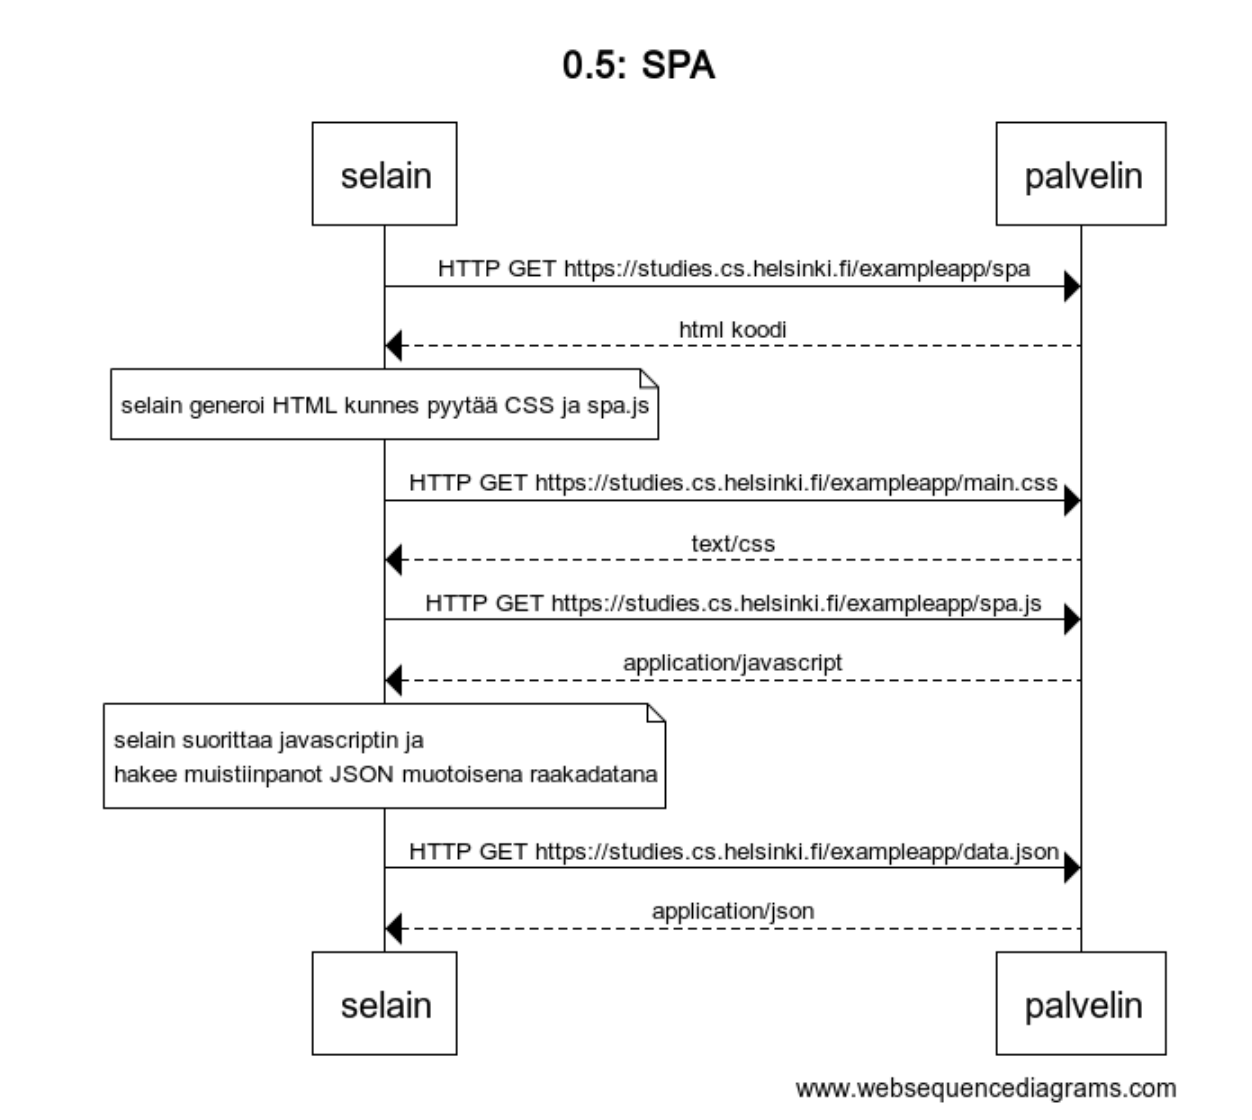 0.5: SPA
selain
palvelin
HTTP GET https://studies.cs.helsinki.fi/exampleapp/spa
html koodi
selain generoi HTML kunnes pyytää CSS ja spa.js
HTTP GET https://studies.cs.helsinki.fi/exampleapp/main.css
text/css
HTTP GET https://studies.cs.helsinki.fi/exampleapp/spa.js
application/javascript
selain suorittaa javascriptin ja
hakee muistiinpanot JSON muotoisena raakadatana
HTTP GET https://studies.cs.helsinki.fi/exampleapp/data.json
application/json
selain
palvelin
www.websequencediagrams.com